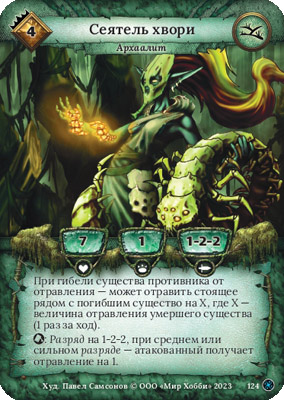 4
Сеятель хвори
Архаалит
7
1
1-2-2
При гибели существа противника от
отравления — может отравить стоящее
рядом с погибшим существо на X, где X —
величина отравления умершего существа
(1 раз за ход).
: Разряд на 1-2-2, при среднем или
сильном разряде — атакованный получает
отравление на 1.
Худ. Павел Самсонов © ООО «Мир Хобби» 2023
124